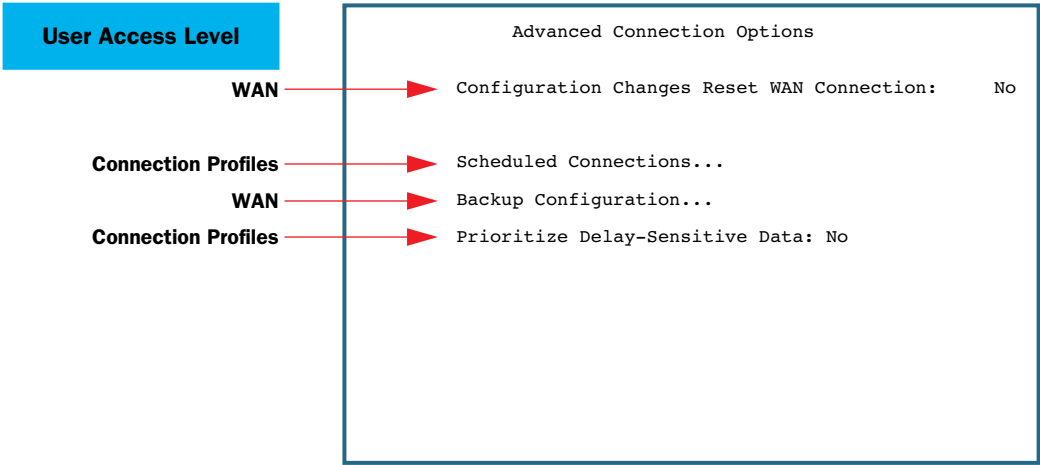 User Access Level
Advanced Connection Options
WAN Configuration Changes Reset WAN Connection: No
Connection Profiles Scheduled Connections...
WAN Backup Configuration...
Connection Profiles Prioritize Delay-Sensitive Data: No